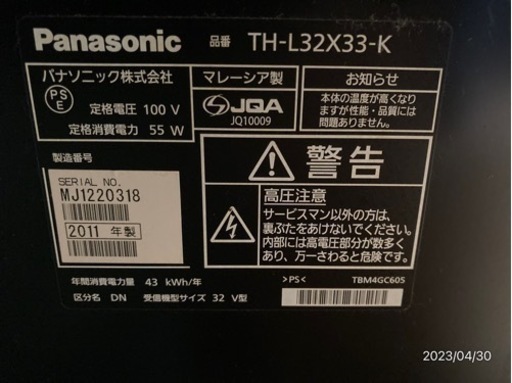 Panasonic 品番 TH-L32X33-K
パナソニック株式会社
PS
E
定格電圧 100 V
定格消費電力 55 W
マレーシア製
JQA
JQ10009
お知らせ
本体の温度が高くなり
ますが性能・品質には
問題ありません。
製造番号
SERIAL NO.
MJ1220318
2011 年製
警告
高圧注意
サービスマン以外の方は、
裏ぶたをあけないでください。
内部には高電圧部分が数多く
あり、万一さわると危険です。
年間消費電力量 43 kWh/年
区分名 DN 受信機型サイズ 32 V型
>PS< TBM4GC605
2023/04/30